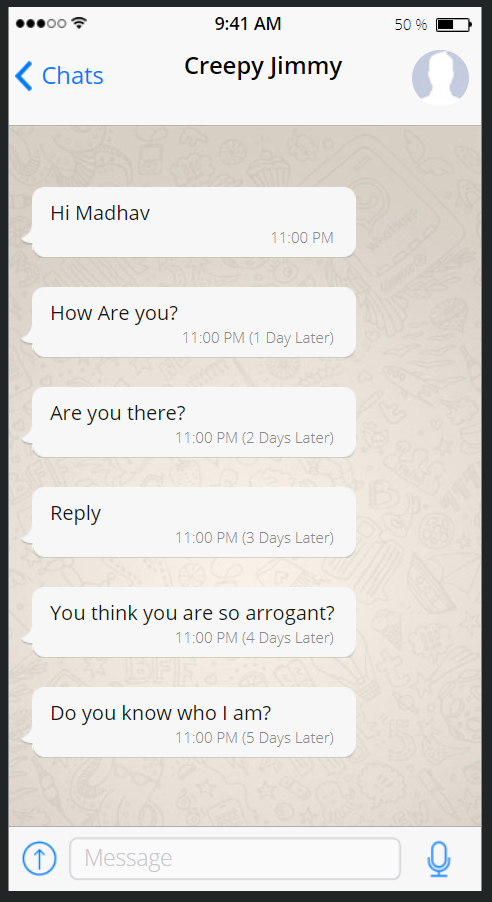 9:41 AM
50 %
Chats
Creepy Jimmy
Hi Madhav
11:00 PM
How Are you?
11:00 PM (1 Day Later)
Are you there?
11:00 PM (2 Days Later)
Reply
11:00 PM (3 Days Later)
You think you are so arrogant?
11:00 PM (4 Days Later)
Do you know who I am?
11:00 PM (5 Days Later)
Message